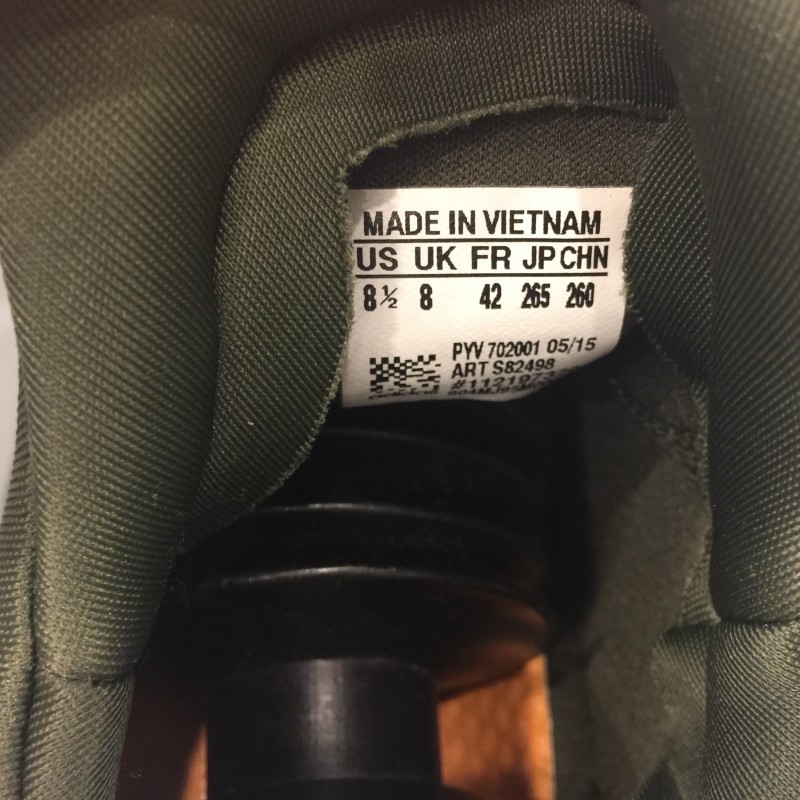 MADE IN VIETNAM
US UK FR JP CHN
8½ 8 42 265 260
PYV 702001 05/15
ART S82498